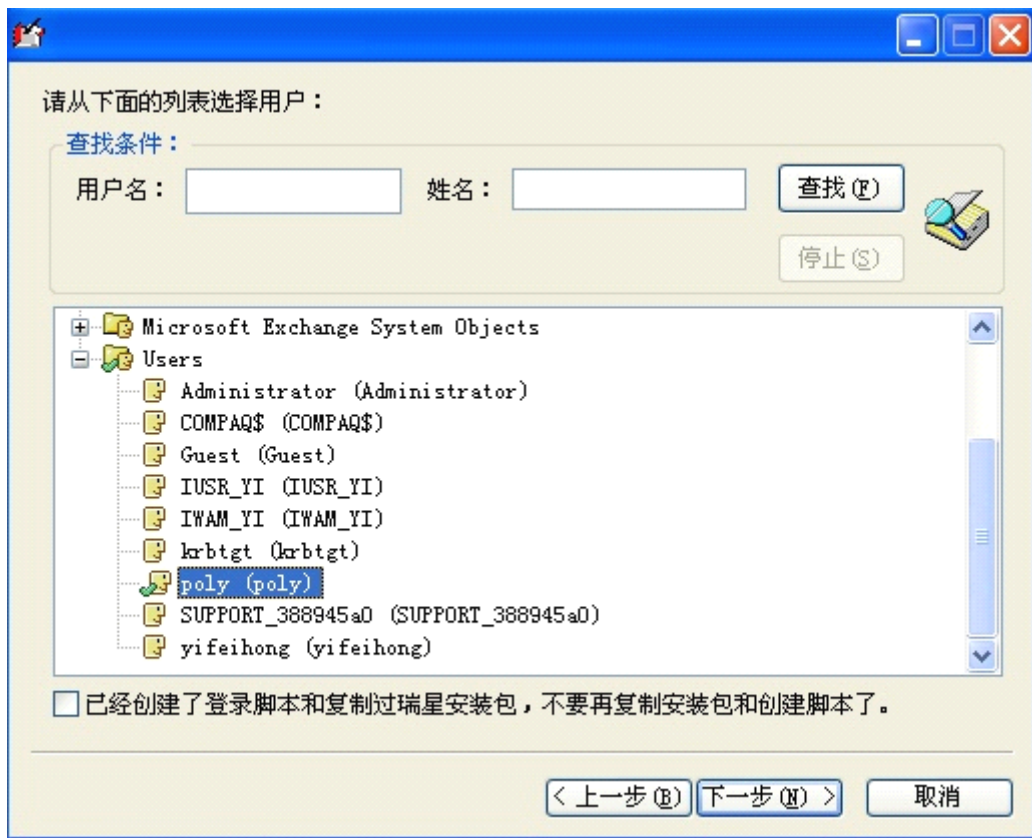 请从下面的列表选择用户：
查找条件：
用户名： 姓名： 查找(F)
停止(S)
Microsoft Exchange System Objects
Users
Administrator (Administrator)
COMPAQ$ (COMPAQ$)
Guest (Guest)
IUSR_YI (IUSR_YI)
IWAM_YI (IWAM_YI)
krbtgt (krbtgt)
poly (poly)
SUPPORT_388945a0 (SUPPORT_388945a0)
yifeihong (yifeihong)
已经创建了登录脚本和复制过瑞星安装包，不要再复制安装包和创建脚本了。
< 上一步(B) 下一步(N) > 取消